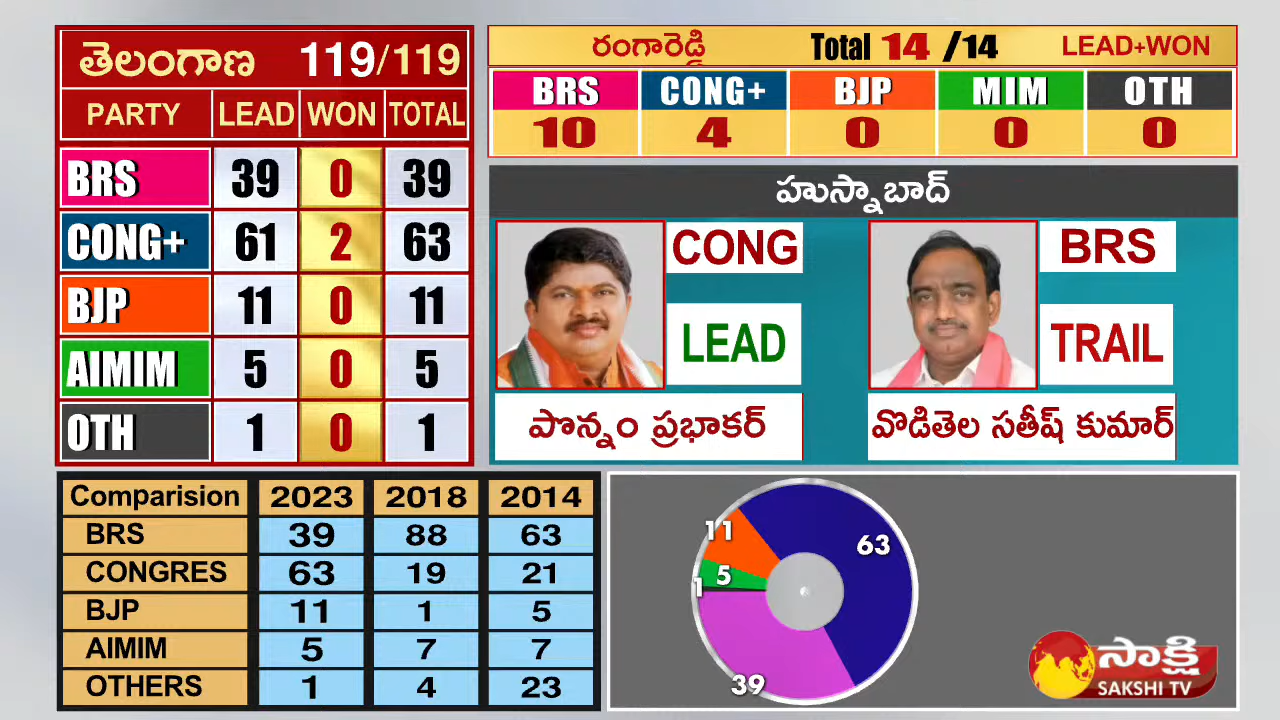 తెలంగాణ 119/119
PARTY LEAD WON TOTAL
BRS 39 0 39
CONG+ 61 2 63
BJP 11 0 11
AIMIM 5 0 5
OTH 1 0 1
రంగారెడ్డి Total 14 /14 LEAD+WON
BRS CONG+ BJP MIM OTH
10 4 0 0 0
హుస్నాబాద్
CONG BRS
LEAD TRAIL
పొన్నం ప్రభాకర్ వొడితెల సతీష్ కుమార్
Comparision 2023 2018 2014
BRS 39 88 63
CONGRES 63 19 21
BJP 11 1 5
AIMIM 5 7 7
OTHERS 1 4 23
11 63
5
1
39
సాక్షి
SAKSHI TV